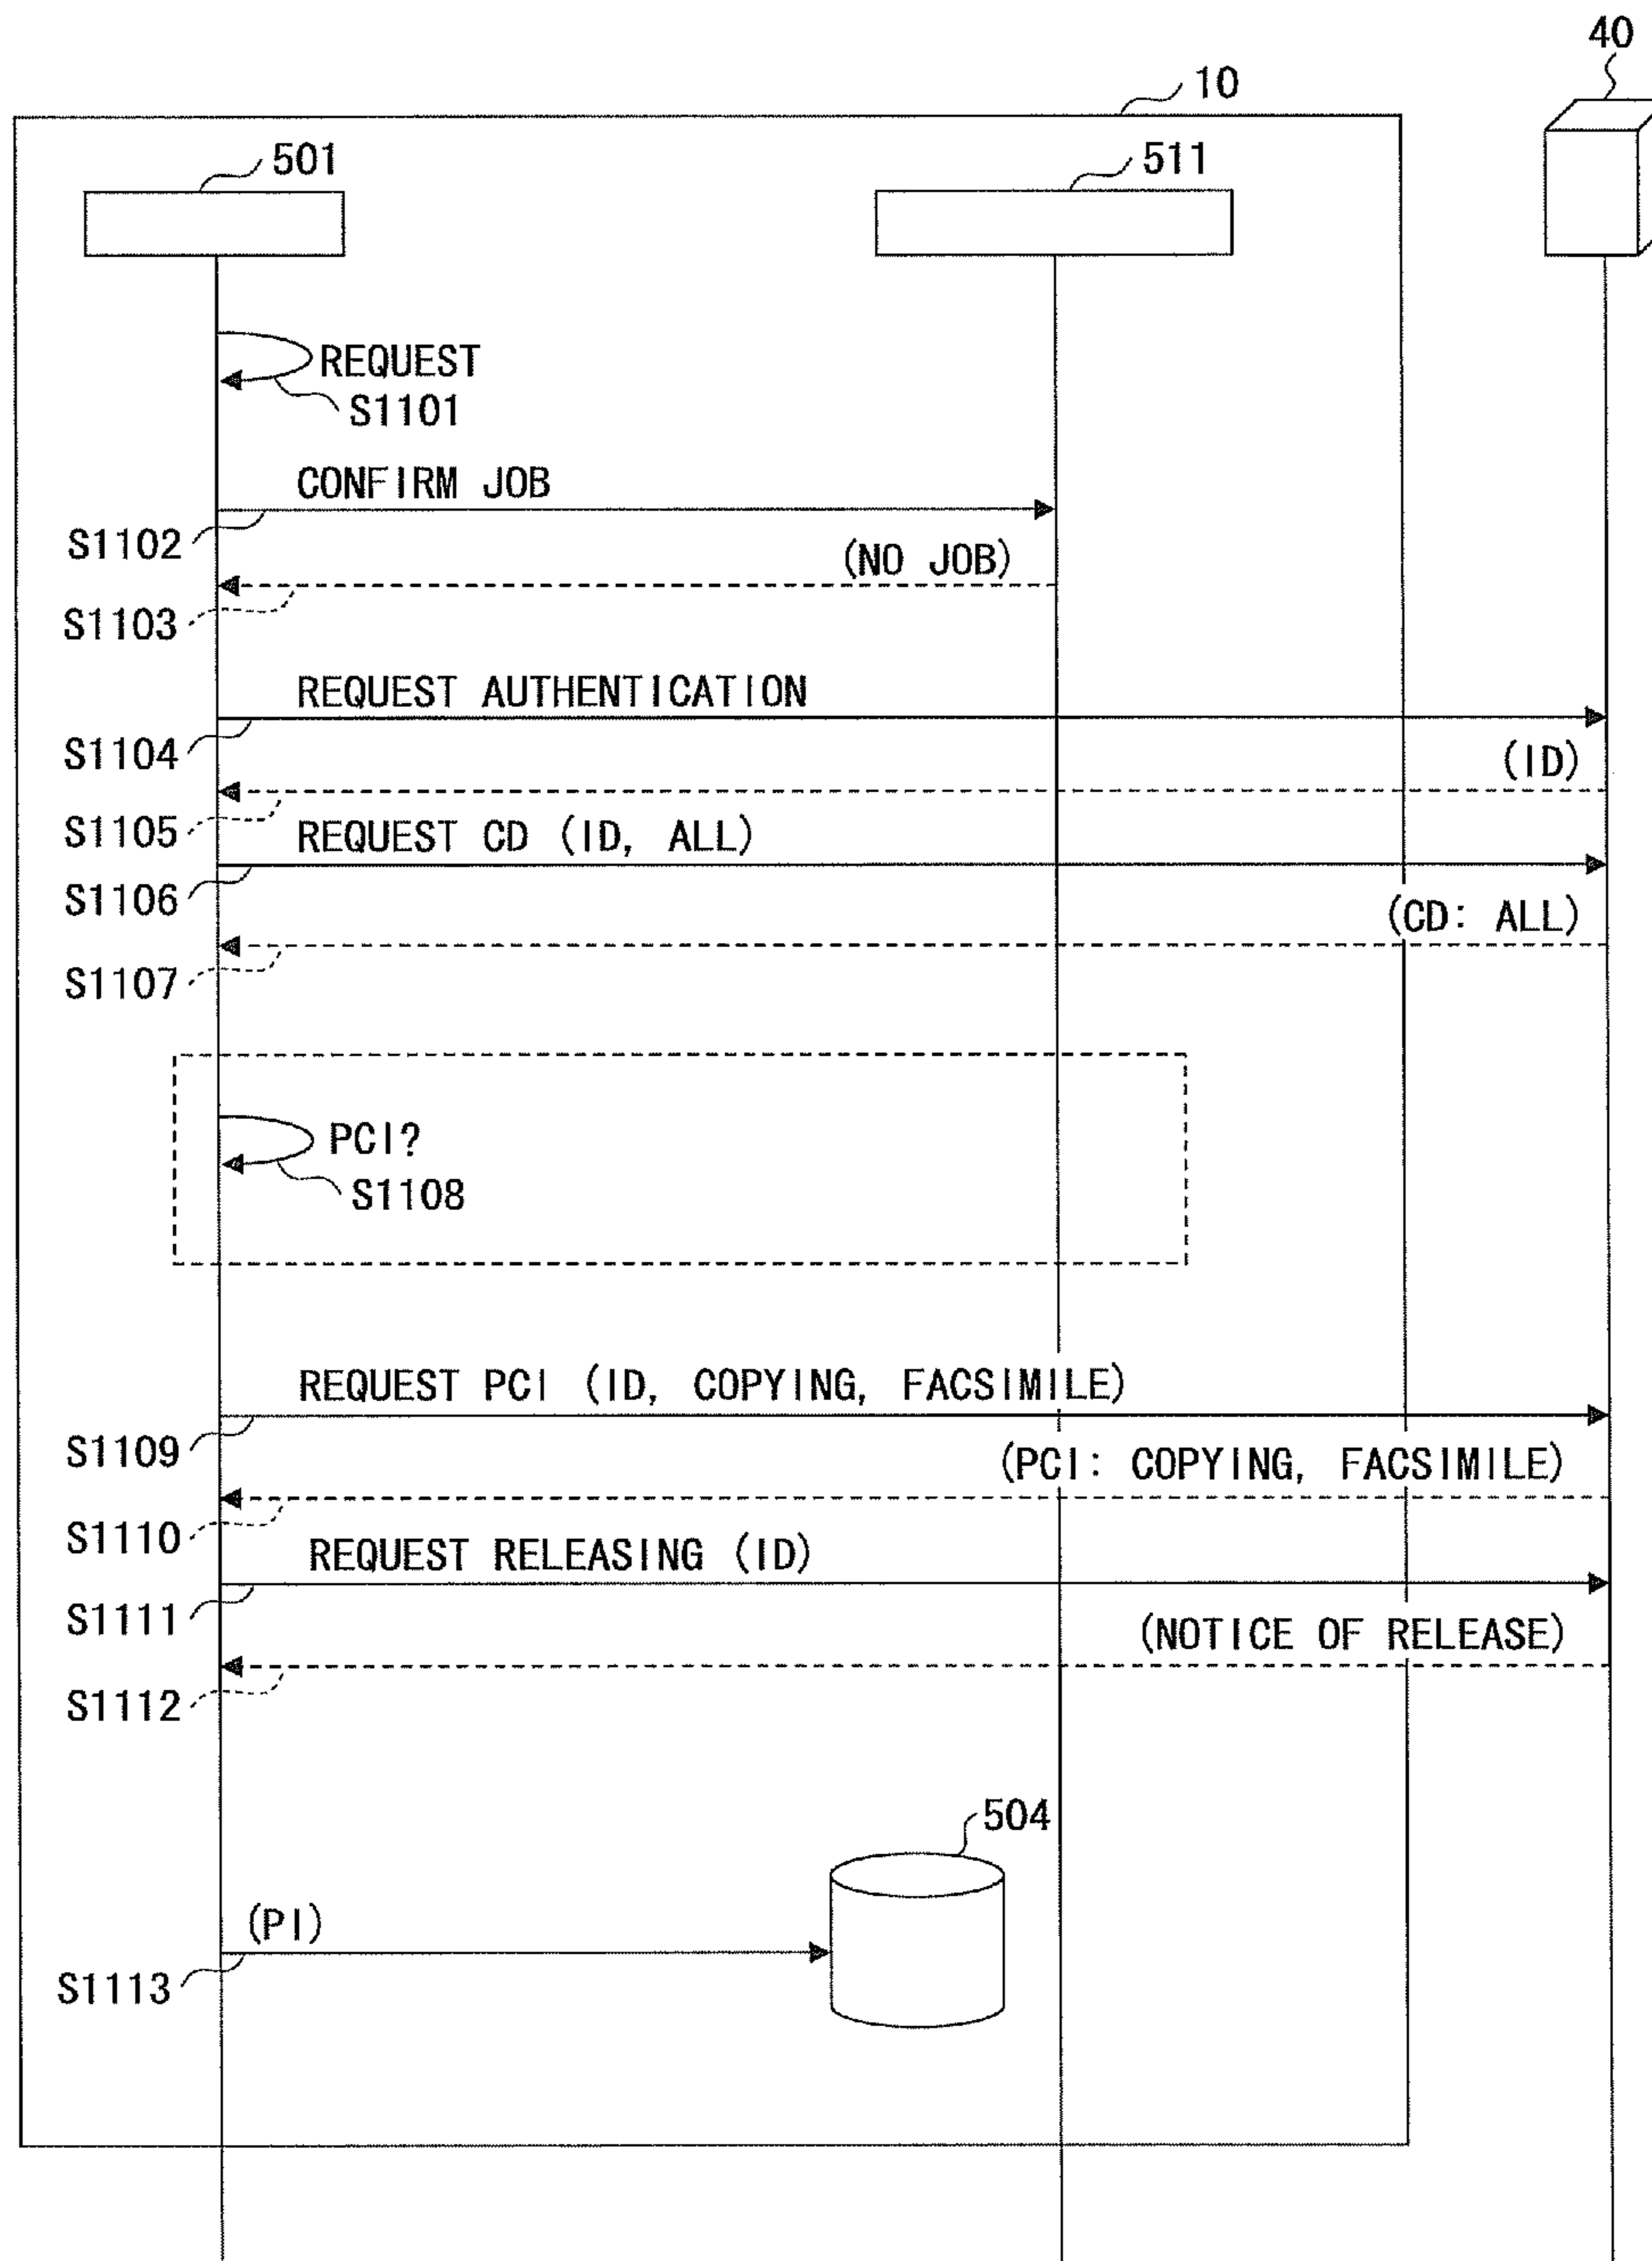 40
10
501
511
REQUEST
S1101
CONFIRM JOB
S1102
(NO JOB)
S1103
REQUEST AUTHENTICATION
S1104
(ID)
S1105
REQUEST CD (ID, ALL)
S1106
(CD: ALL)
S1107
PCI?
S1108
REQUEST PCI (ID, COPYING, FACSIMILE)
S1109
(PCI: COPYING, FACSIMILE)
S1110
REQUEST RELEASING (ID)
S1111
(NOTICE OF RELEASE)
S1112
504
(PI)
S1113